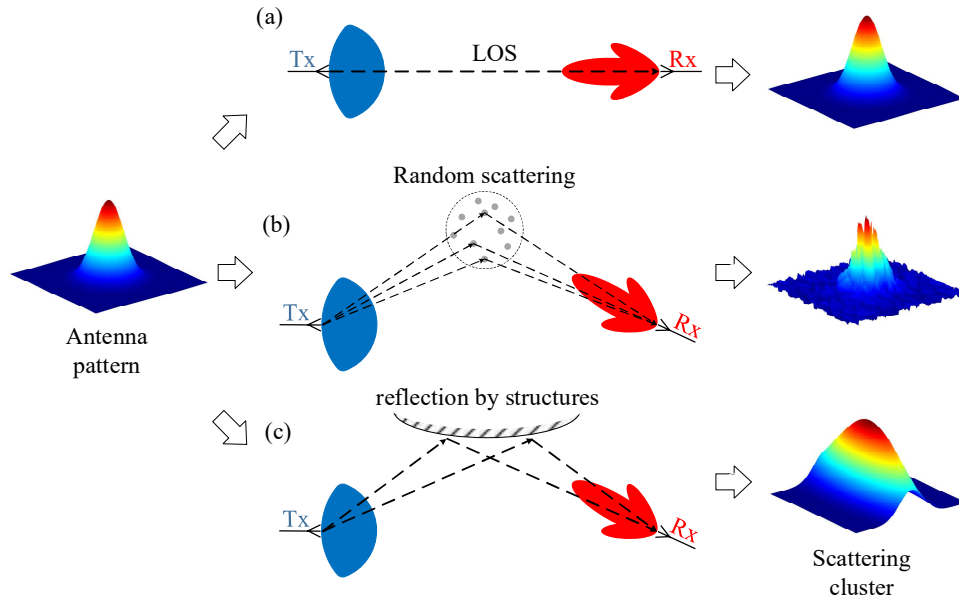 (a)
Tx
LOS
Rx
Random scattering
(b)
Tx
Rx
Antenna
pattern
reflection by structures
(c)
Tx
Rx
Scattering
cluster